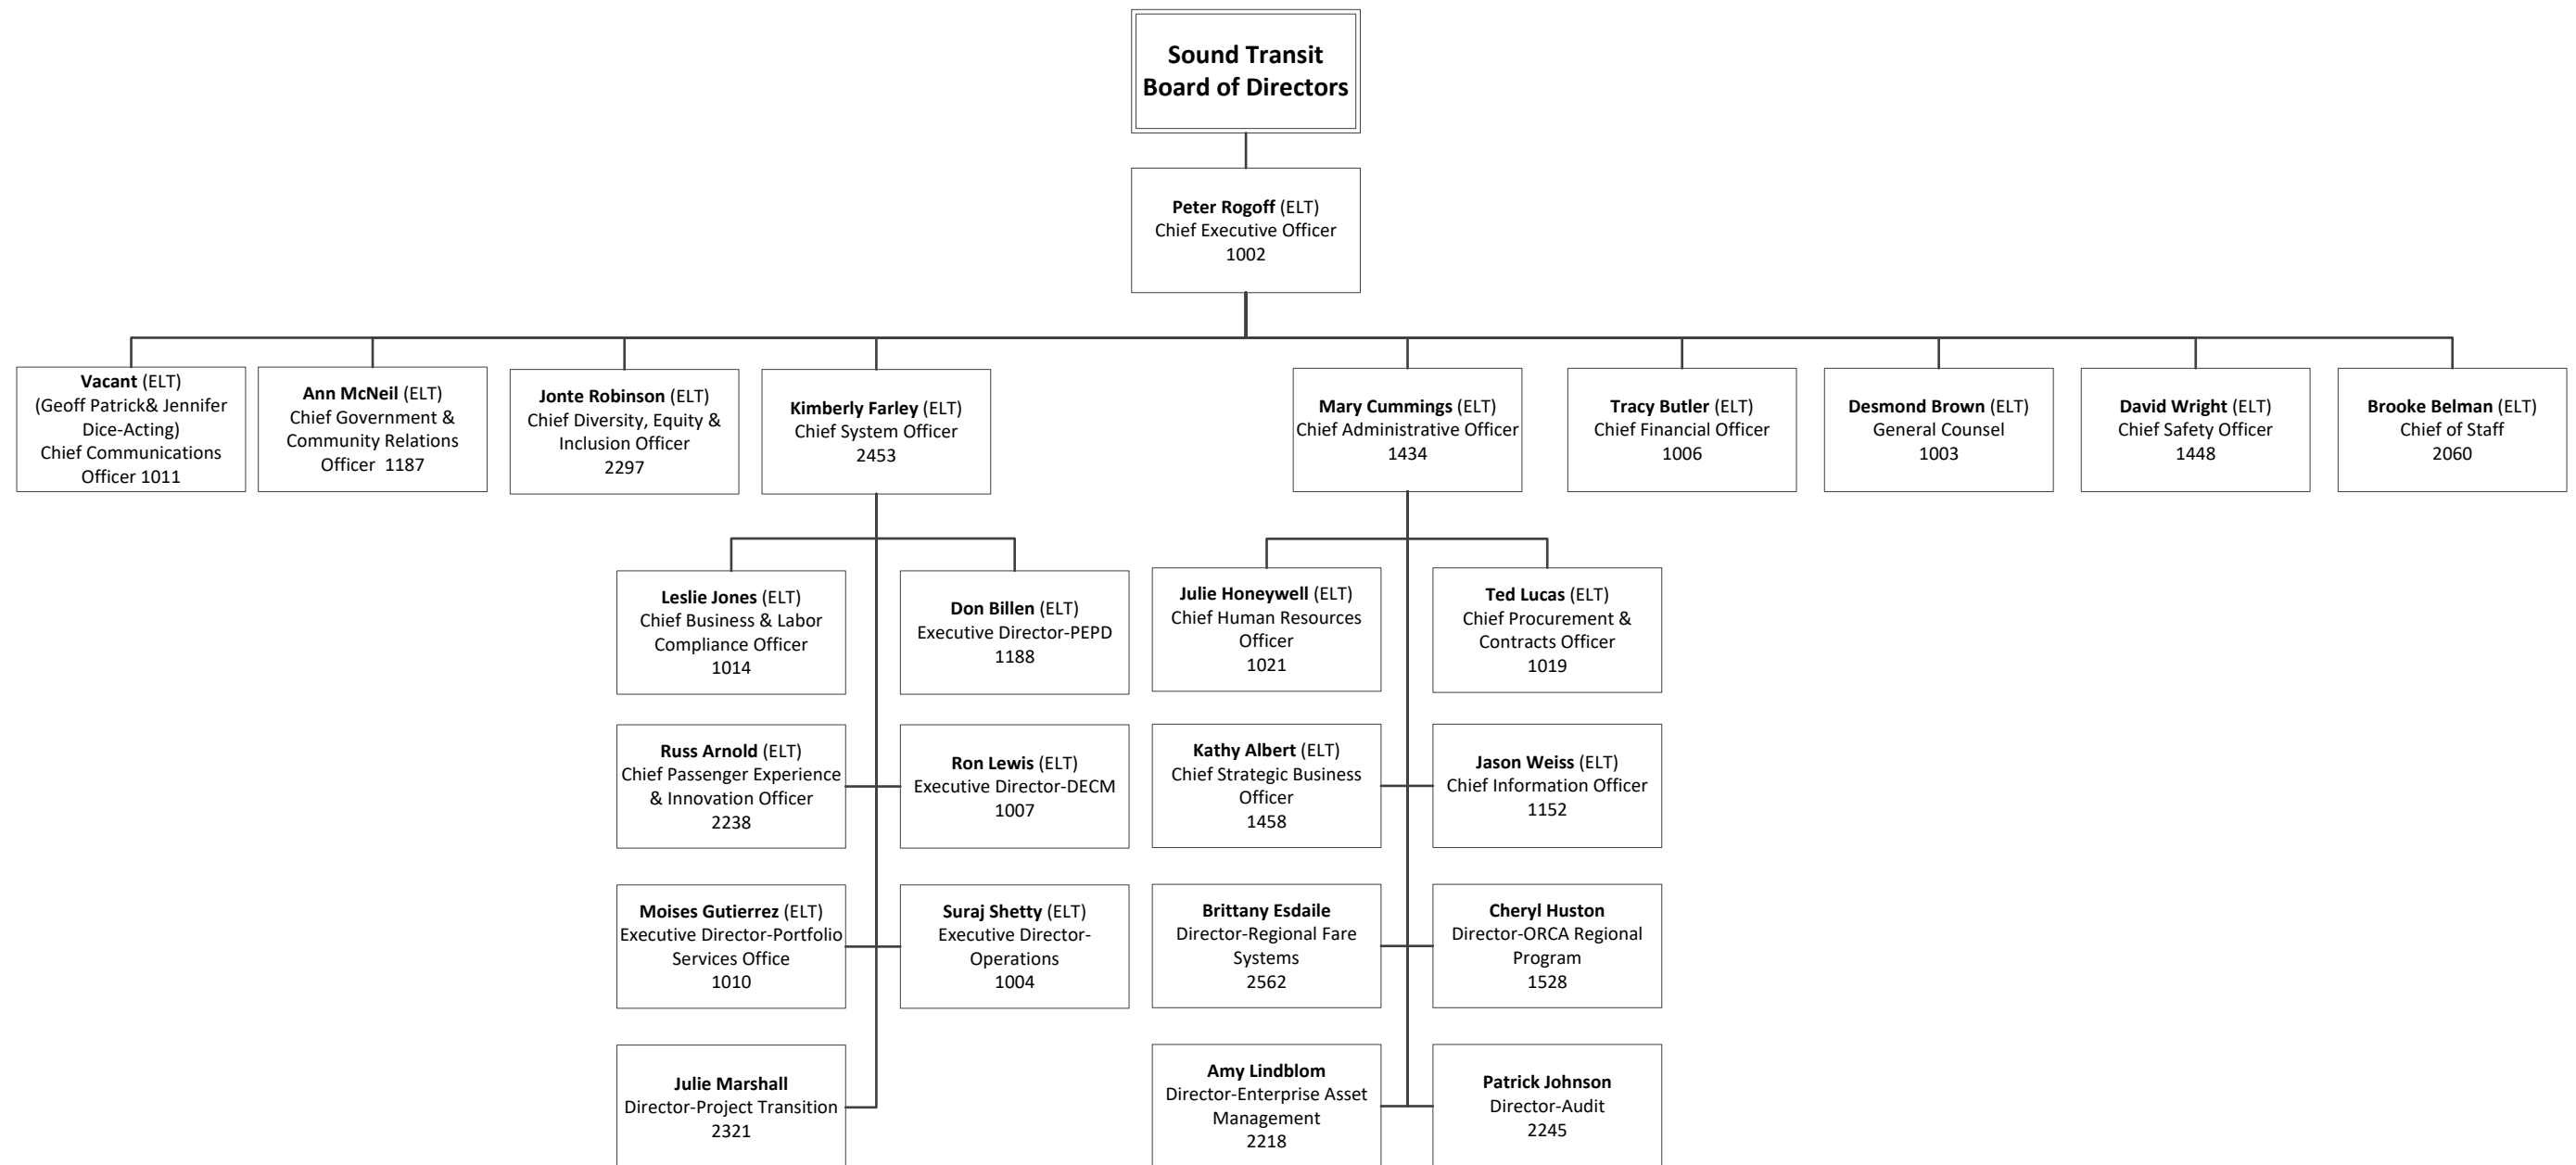 Sound Transit
Board of Directors
Peter Rogoff (ELT)
Chief Executive Officer
1002
Vacant (ELT)
(Geoff Patrick& Jennifer
Dice-Acting)
Chief Communications
Officer 1011
Ann McNeil (ELT)
Chief Government &
Community Relations
Officer  1187
Jonte Robinson (ELT)
Chief Diversity, Equity &
Inclusion Officer
2297
Kimberly Farley (ELT)
Chief System Officer
2453
Mary Cummings (ELT)
Chief Administrative Officer
1434
Tracy Butler (ELT)
Chief Financial Officer
1006
Desmond Brown (ELT)
General Counsel
1003
David Wright (ELT)
Chief Safety Officer
1448
Brooke Belman (ELT)
Chief of Staff
2060
Leslie Jones (ELT)
Chief Business & Labor
Compliance Officer
1014
Don Billen (ELT)
Executive Director-PEPD
1188
Julie Honeywell (ELT)
Chief Human Resources
Officer
1021
Ted Lucas (ELT)
Chief Procurement &
Contracts Officer
1019
Russ Arnold (ELT)
Chief Passenger Experience
& Innovation Officer
2238
Ron Lewis (ELT)
Executive Director-DECM
1007
Kathy Albert (ELT)
Chief Strategic Business
Officer
1458
Jason Weiss (ELT)
Chief Information Officer
1152
Moises Gutierrez (ELT)
Executive Director-Portfolio
Services Office
1010
Suraj Shetty (ELT)
Executive Director-
Operations
1004
Brittany Esdaile
Director-Regional Fare
Systems
2562
Cheryl Huston
Director-ORCA Regional
Program
1528
Julie Marshall
Director-Project Transition
2321
Amy Lindblom
Director-Enterprise Asset
Management
2218
Patrick Johnson
Director-Audit
2245